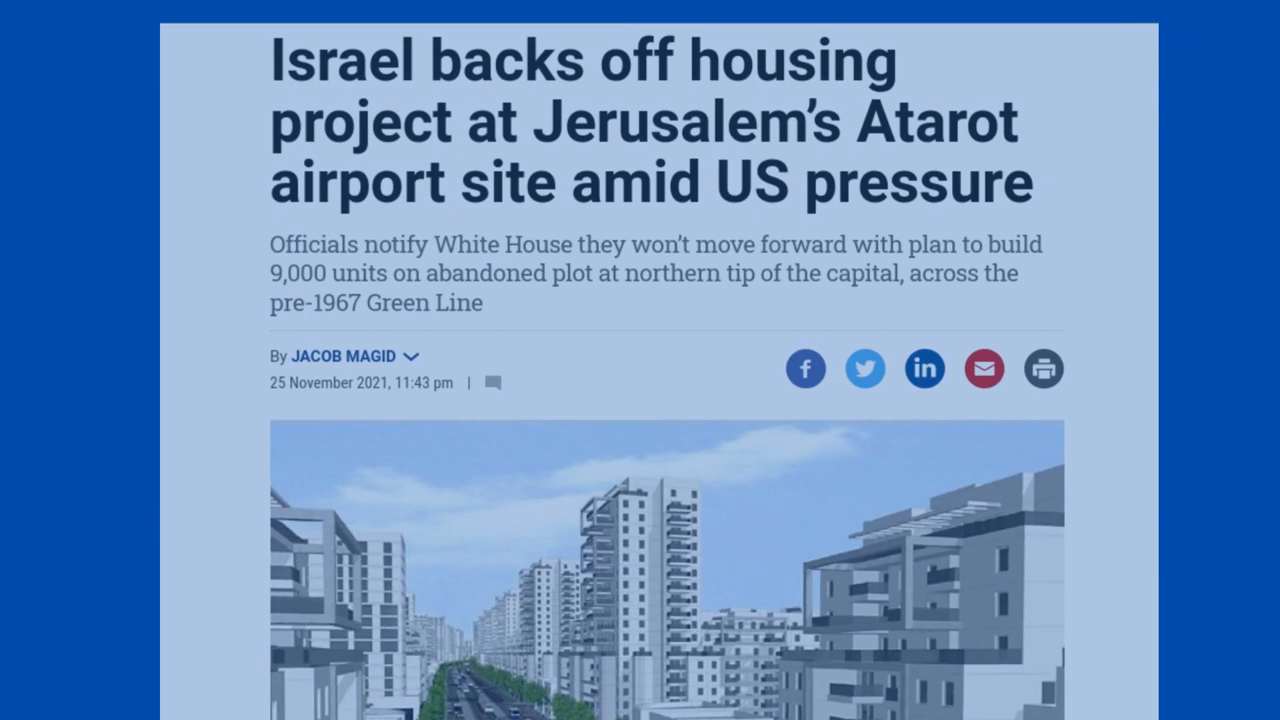 Israel backs off housing
project at Jerusalem’s Atarot
airport site amid US pressure
Officials notify White House they won’t move forward with plan to build
9,000 units on abandoned plot at northern tip of the capital, across the
pre-1967 Green Line
By JACOB MAGID
25 November 2021, 11:43 pm |
f
in